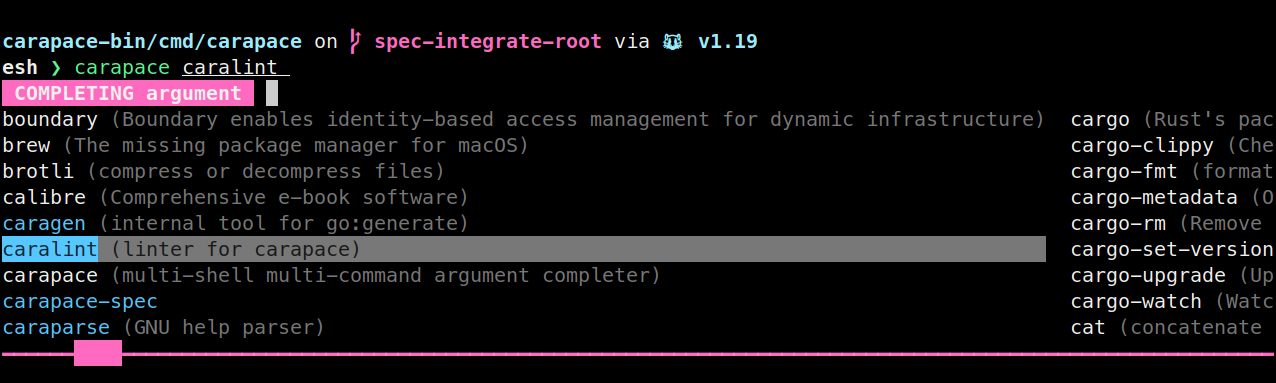 carapace-bin/cmd/carapace on spec-integrate-root via v1.19
esh ❯ carapace caralint
COMPLETING argument
boundary (Boundary enables identity-based access management for dynamic infrastructure) cargo (Rust's pac
brew (The missing package manager for macOS) cargo-clippy (Che
brotli (compress or decompress files) cargo-fmt (format
calibre (Comprehensive e-book software) cargo-metadata (O
caragen (internal tool for go:generate) cargo-rm (Remove
caralint (linter for carapace) cargo-set-version
carapace (multi-shell multi-command argument completer) cargo-upgrade (Up
carapace-spec cargo-watch (Watc
caraparse (GNU help parser) cat (concatenate